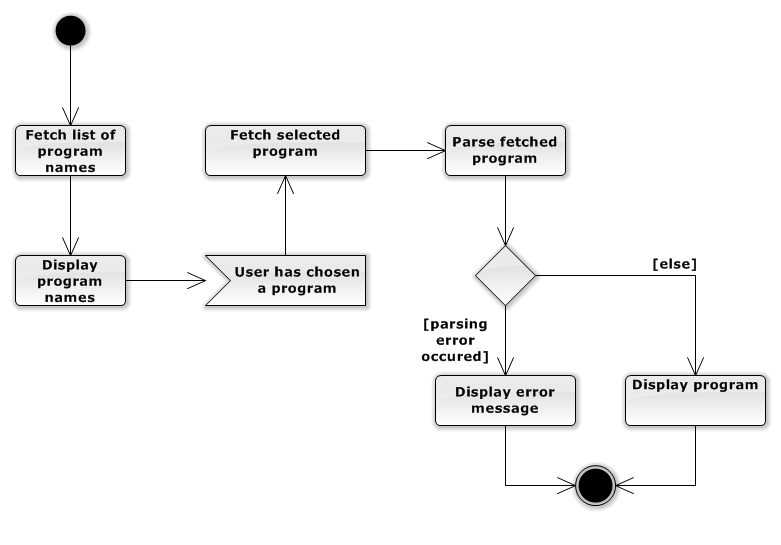 Fetch list of
program
names
Display
program
names
User has chosen
a program
Fetch selected
program
Parse fetched
program
[else]
[parsing
error
occured]
Display error
message
Display program